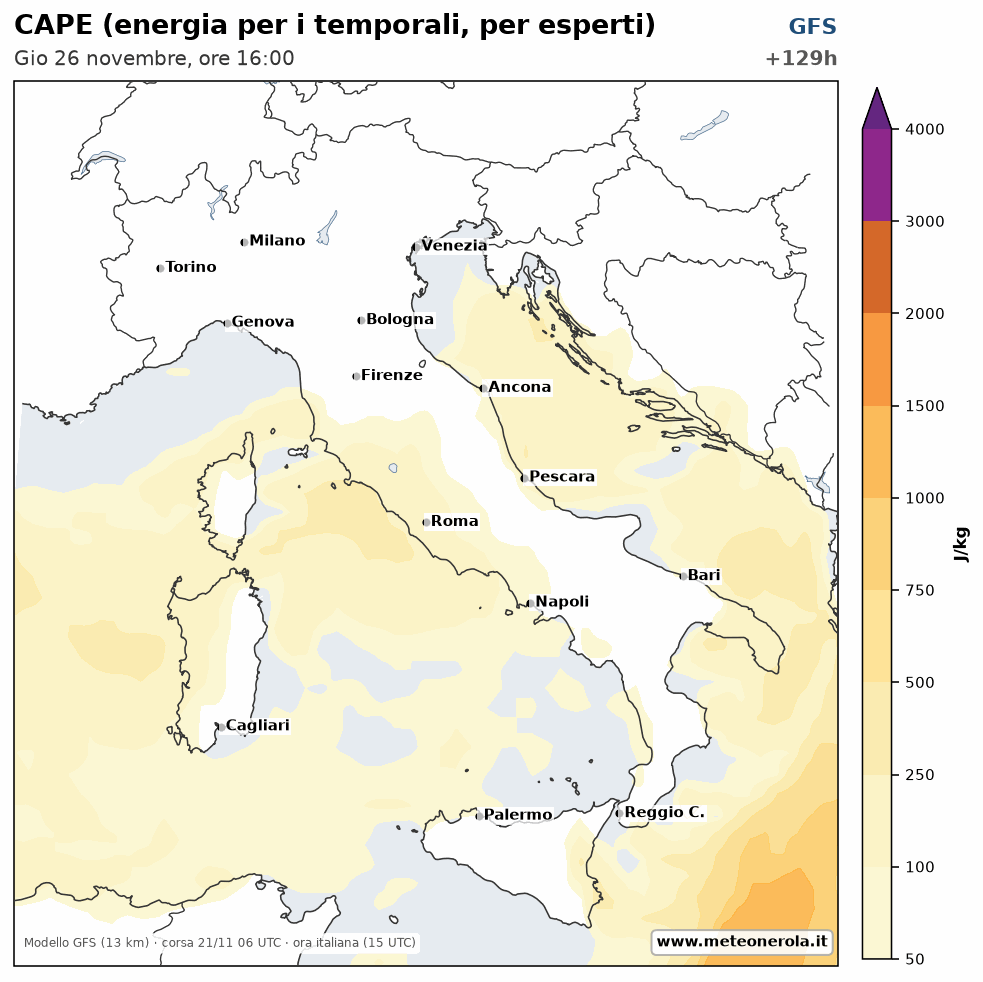 CAPE (energia per i temporali, per esperti)
GFS
Gio 26 novembre, ore 16:00
+129h
4000
3000
2000
1500
1000
750
500
250
100
50
J/kg
Milano
Venezia
Torino
Genova
Bologna
Firenze
Ancona
Pescara
Roma
Bari
Napoli
Cagliari
Palermo
Reggio C.
Modello GFS (13 km) · corsa 21/11 06 UTC · ora italiana (15 UTC)
www.meteonerola.it